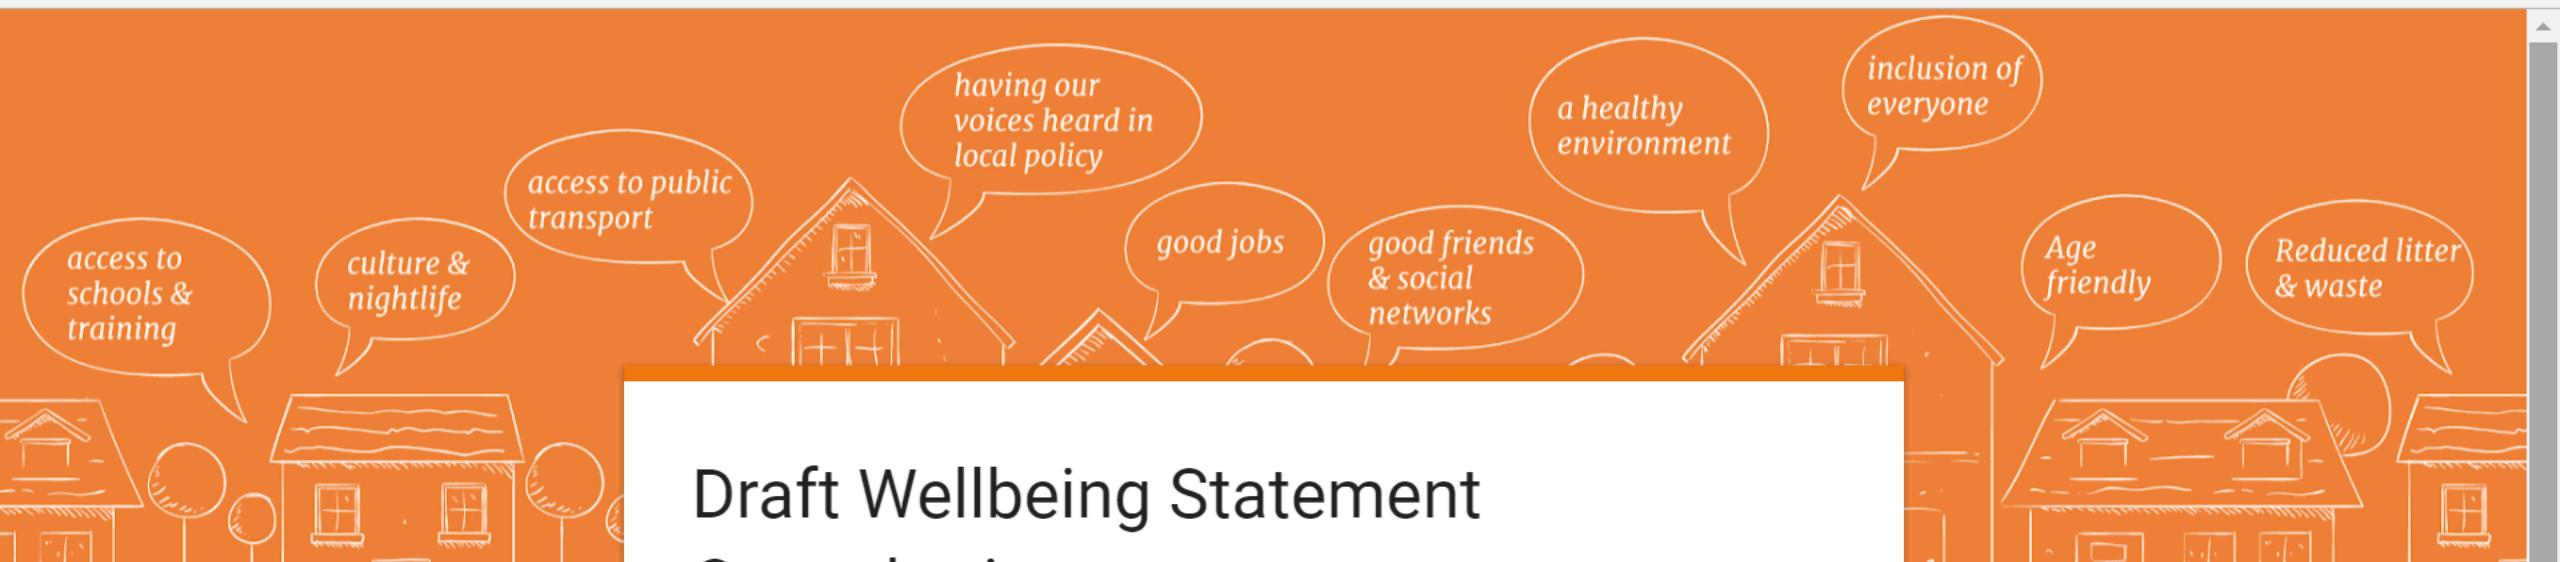 access to
schools &
training
culture &
nightlife
access to public
transport
having our
voices heard in
local policy
good jobs
good friends
& social
networks
a healthy
environment
inclusion of
everyone
Age
friendly
Reduced litter
& waste
Draft Wellbeing Statement